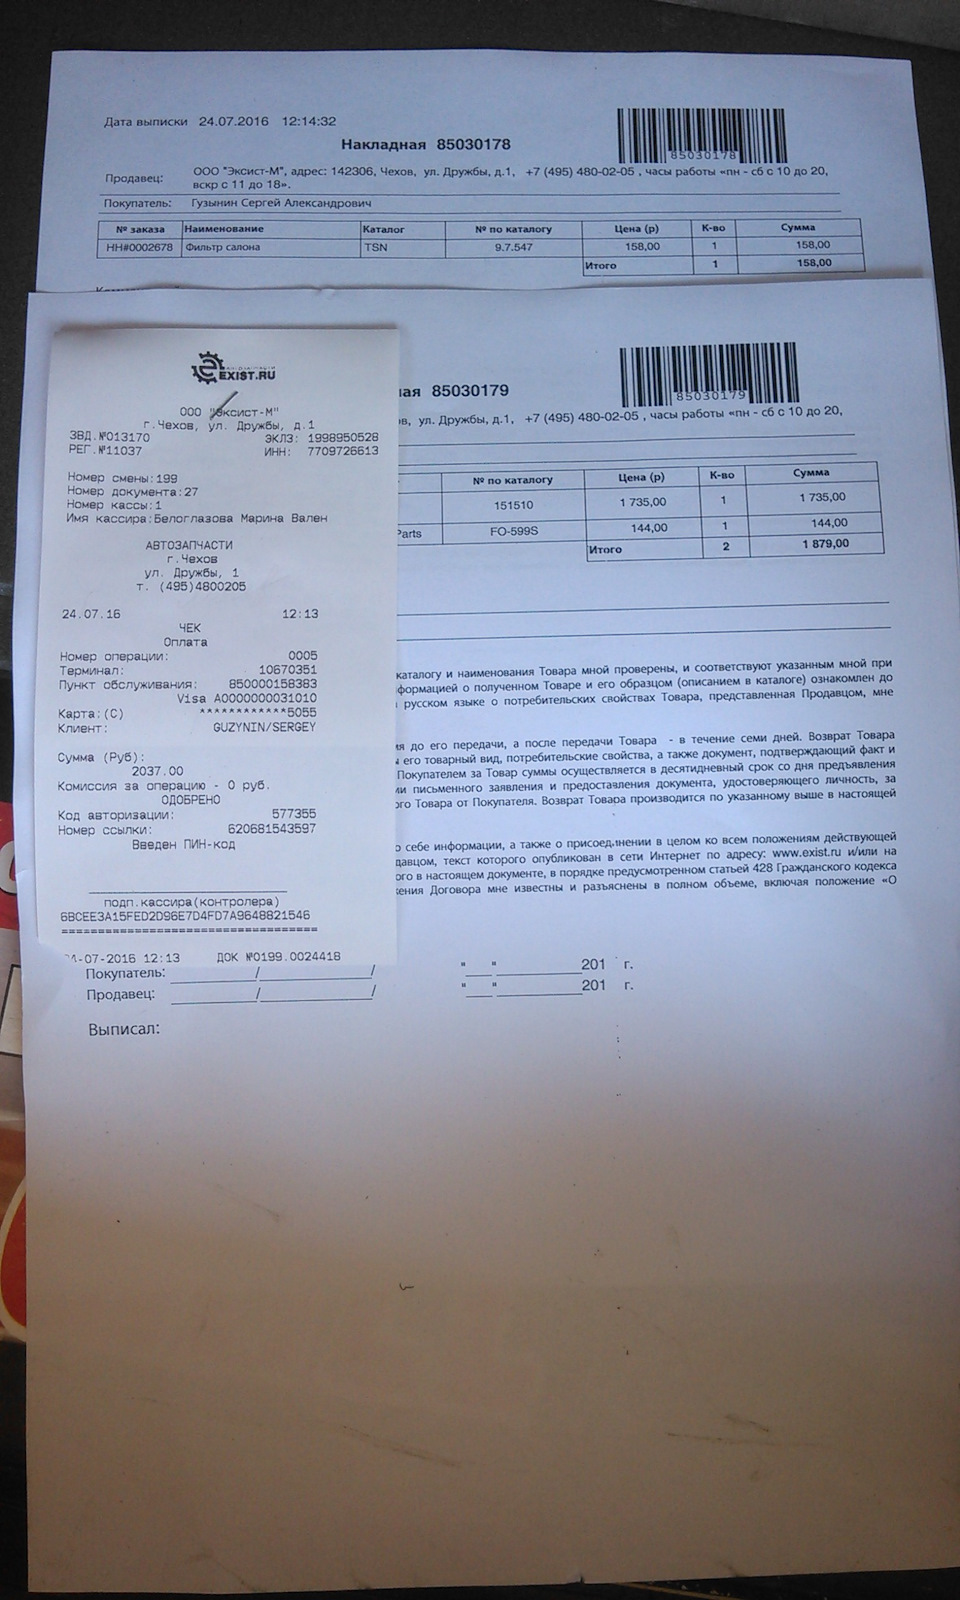 Дата выписки 24.07.2016 12:14:32
Накладная 85030178
85030178
Продавец: ООО "Эксист-М", адрес: 142306, Чехов, ул. Дружбы, д.1, +7 (495) 480-02-05 , часы работы «пн - сб с 10 до 20, вскр с 11 до 18».
Покупатель: Гузынин Сергей Александрович
№ заказа Наименование Каталог № по каталогу Цена (р) К-во Сумма
НН#0002678 Фильтр салона TSN 9.7.547 158,00 1 158,00
Итого 1 158,00
ная 85030179
85030179
ов, ул. Дружбы, д.1, +7 (495) 480-02-05 , часы работы «пн - сб с 10 до 20,
№ по каталогу Цена (р) К-во Сумма
151510 1 735,00 1 1 735,00
Parts FO-599S 144,00 1 144,00
Итого 2 1 879,00
каталогу и наименования Товара мной проверены, и соответствуют указанным мной при
формацией о полученном Товаре и его образцом (описанием в каталоге) ознакомлен до
русском языке о потребительских свойствах Товара, представленная Продавцом, мне
мя до его передачи, а после передачи Товара - в течение семи дней. Возврат Товара
его товарный вид, потребительские свойства, а также документ, подтверждающий факт и
Покупателем за Товар суммы осуществляется в десятидневный срок со дня предъявления
ии письменного заявления и предоставления документа, удостоверяющего личность, за
ого Товара от Покупателя. Возврат Товара производится по указанному выше в настоящей
о себе информации, а также о присоединении в целом ко всем положениям действующей
давцом, текст которого опубликован в сети Интернет по адресу: www.exist.ru и/или на
ого в настоящем документе, в порядке предусмотренном статьей 428 Гражданского кодекса
жения Договора мне известны и разъяснены в полном объеме, включая положение «О
EXIST.RU
ООО "Эксист-М"
г.Чехов, ул. Дружбы, д.1
ЗВД.№013170 ЭКЛЗ: 1998950528
РЕГ.№11037 ИНН: 7709726613
Номер смены:199
Номер документа:27
Номер кассы:1
Имя кассира:Белоглазова Марина Вален
АВТОЗАПЧАСТИ
г.Чехов
ул. Дружбы, 1
т. (495)4800205
24.07.16 12:13
ЧЕК
Оплата
Номер операции: 0005
Терминал: 10670351
Пункт обслуживания: 850000158383
Visa A0000000031010
Карта:(C) ************5055
Клиент: GUZYNIN/SERGEY
Сумма (Руб):
2037.00
Комиссия за операцию - 0 руб.
ОДОБРЕНО
Код авторизации: 577355
Номер ссылки: 620681543597
Введен ПИН-код
подп.кассира(контролера)
6BCEE3A15FED2D96E7D4FD7A9648821546
==================================
24-07-2016 12:13 ДОК №0199.0024418
Покупатель: ________/________/ "___" ________201 г.
Продавец: ________/________/ "___" ________201 г.
Выписал: